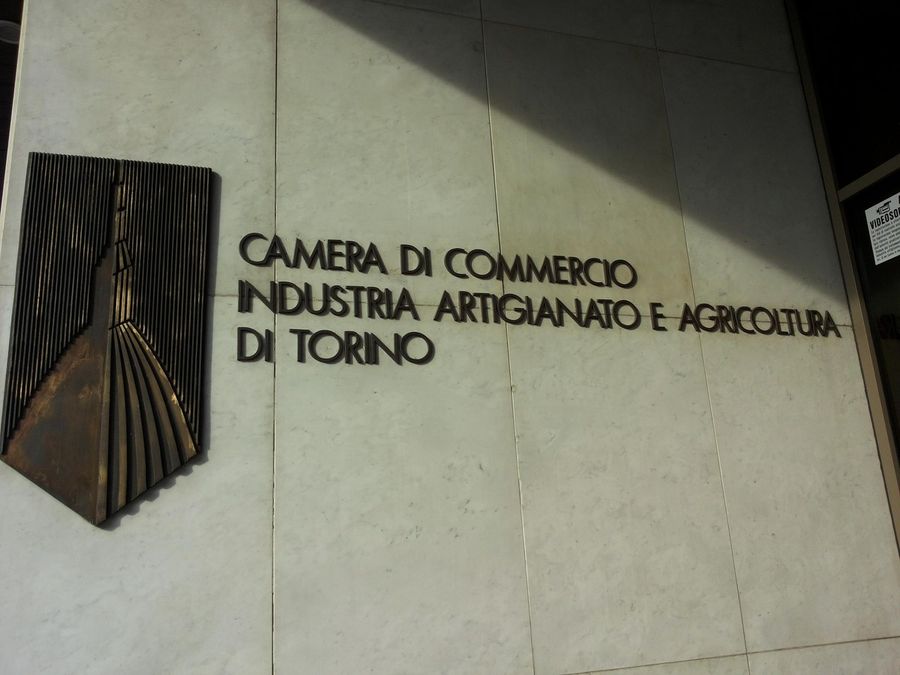 CAMERA DI COMMERCIO
INDUSTRIA ARTIGIANATO E AGRICOLTURA
DI TORINO